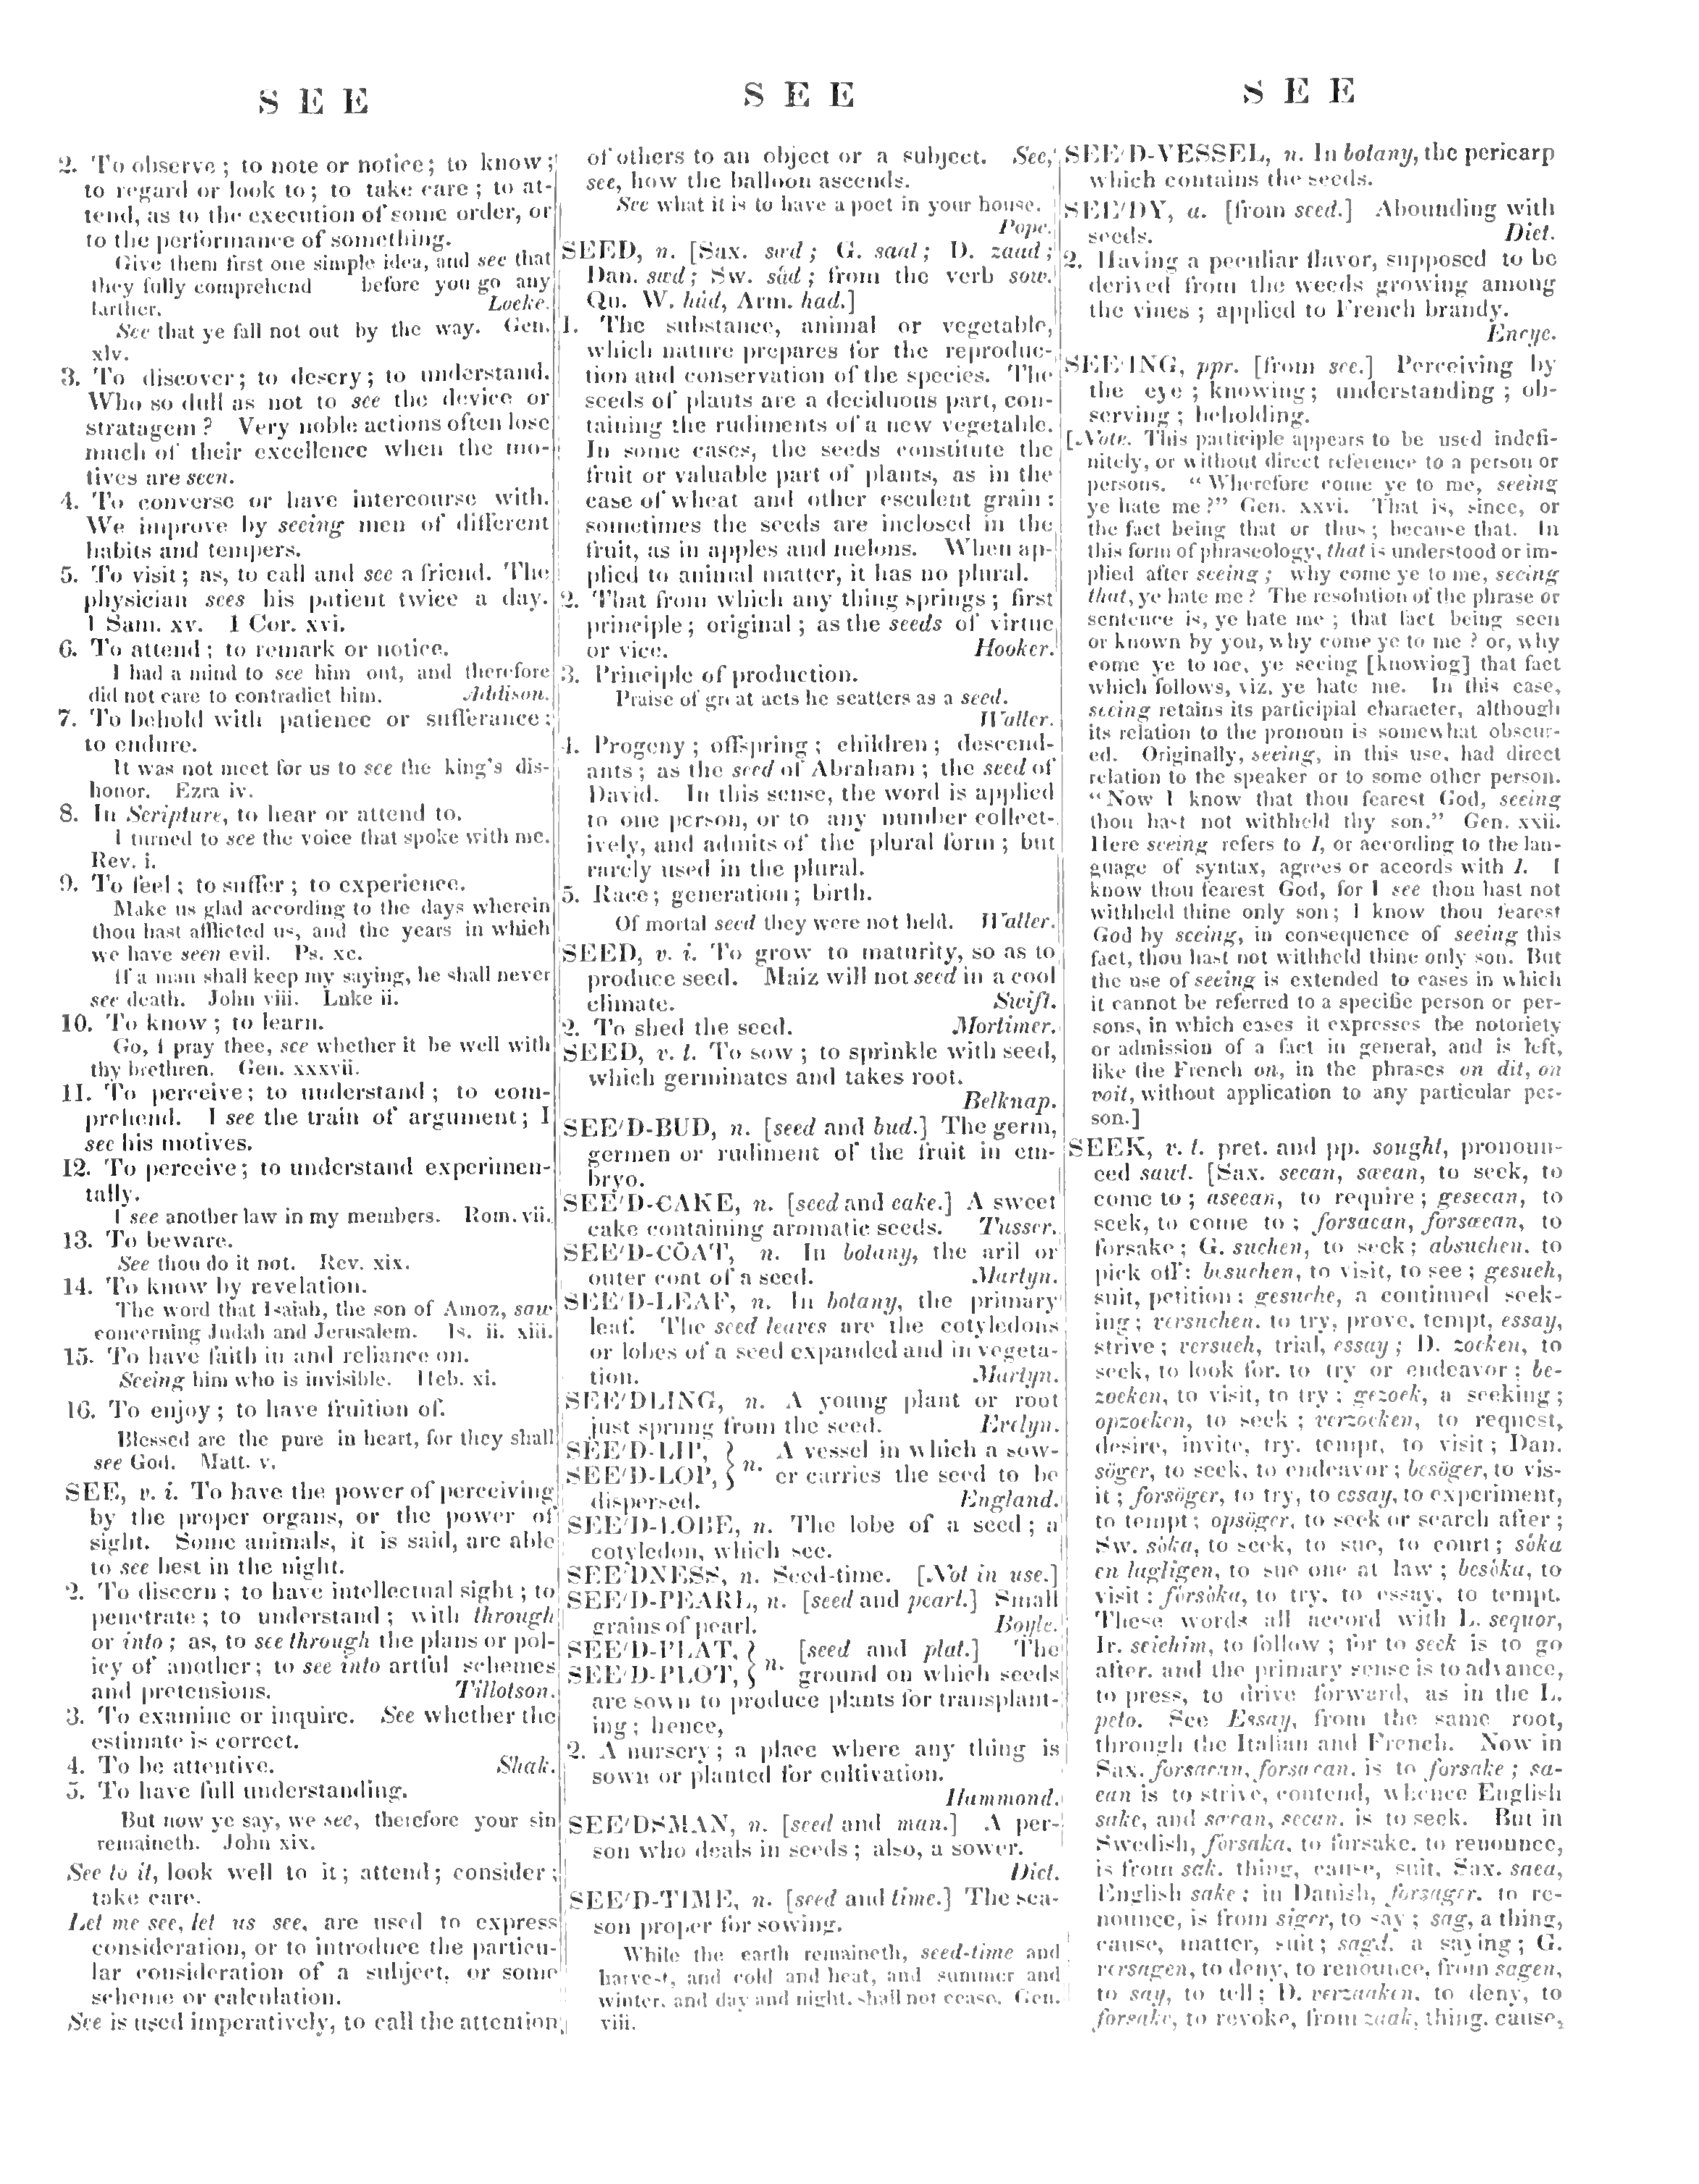 SEE
2. To observe; to note or notice; to know;
to regard or look to; to take care; to at-
tend, as to the execution of some order, or
to the performance of something.
Give them first one simple idea, and see that
they fully comprehend before you go any
farther. Locke.
See that ye fall not out by the way. Gen.
xlv.
3. To discover; to descry; to understand.
Who so dull as not to see the device or
stratagem? Very noble actions often lose
much of their excellence when the mo-
tives are seen.
4. To converse or have intercourse with.
We improve by seeing men of different
habits and tempers.
5. To visit; as, to call and see a friend. The
physician sees his patient twice a day.
1 Sam. xv. 1 Cor. xvi.
6. To attend; to remark or notice.
I had a mind to see him out, and therefore
did not care to contradict him. Addison.
7. To behold with patience or sufferance;
to endure.
It was not meet for us to see the king's dis-
honor. Ezra iv.
8. In Scripture, to hear or attend to.
I turned to see the voice that spoke with me.
Rev. i.
9. To feel; to suffer; to experience.
Make us glad according to the days wherein
thou hast afflicted us, and the years in which
we have seen evil. Ps. xc.
If a man shall keep my saying, he shall never
see death. John viii. Luke ii.
10. To know; to learn.
Go, I pray thee, see whether it be well with
thy brethren. Gen. xxxvii.
11. To perceive; to understand; to com-
prehend. I see the train of argument; I
see his motives.
12. To perceive; to understand experimen-
tally.
I see another law in my members. Rom. vii.
13. To beware.
See thou do it not. Rev. xix.
14. To know by revelation.
The word that Isaiah, the son of Amoz, saw
concerning Judah and Jerusalem. Is. ii. xiii.
15. To have faith in and reliance on.
Seeing him who is invisible. Heb. xi.
16. To enjoy; to have fruition of.
Blessed are the pure in heart, for they shall
see God. Matt. v.
SEE, v. i. To have the power of perceiving
by the proper organs, or the power of
sight. Some animals, it is said, are able
to see best in the night.
2. To discern; to have intellectual sight; to
penetrate; to understand; with through
or into; as, to see through the plans or pol-
icy of another; to see into artful schemes
and pretensions. Tillotson.
3. To examine or inquire. See whether the
estimate is correct.
4. To be attentive. Shak.
5. To have full understanding.
But now ye say, we see, therefore your sin
remaineth. John xix.
See to it, look well to it; attend; consider;
take care.
Let me see, let us see, are used to express
consideration, or to introduce the particu-
lar consideration of a subject, or some
scheme or calculation.
See is used imperatively, to call the attention
SEE
of others to an object or a subject. See,
see, how the balloon ascends.
See what it is to have a poet in your house.
Pope.
SEED, n. [Sax. sæd; G. saat; D. zaad;
Dan. sæd; Sw. såd; from the verb sow.
Qu. W. hâd, Arm. had.]
1. The substance, animal or vegetable,
which nature prepares for the reproduc-
tion and conservation of the species. The
seeds of plants are a deciduous part, con-
taining the rudiments of a new vegetable.
In some cases, the seeds constitute the
fruit or valuable part of plants, as in the
case of wheat and other esculent grain:
sometimes the seeds are inclosed in the
fruit, as in apples and melons. When ap-
plied to animal matter, it has no plural.
2. That from which any thing springs; first
principle; original; as the seeds of virtue
or vice. Hooker.
3. Principle of production.
Praise of great acts he scatters as a seed.
Waller.
4. Progeny; offspring; children; descend-
ants; as the seed of Abraham; the seed of
David. In this sense, the word is applied
to one person, or to any number collect-
ively, and admits of the plural form; but
rarely used in the plural.
5. Race; generation; birth.
Of mortal seed they were not held. Waller.
SEED, v. i. To grow to maturity, so as to
produce seed. Maiz will not seed in a cool
climate. Swift.
2. To shed the seed. Mortimer.
SEED, v. t. To sow; to sprinkle with seed,
which germinates and takes root.
Belknap.
SEE'D-BUD, n. [seed and bud.] The germ,
germen or rudiment of the fruit in em-
bryo.
SEE'D-CAKE, n. [seed and cake.] A sweet
cake containing aromatic seeds. Tusser.
SEE'D-COAT, n. In botany, the aril or
outer coat of a seed. Martyn.
SEE'D-LEAF, n. In botany, the primary
leaf. The seed leaves are the cotyledons
or lobes of a seed expanded and in vegeta-
tion. Martyn.
SEE'DLING, n. A young plant or root
just sprung from the seed. Evelyn.
SEE'D-LIP, } n. A vessel in which a sow-
SEE'D-LOP, } er carries the seed to be
dispersed. England.
SEE'D-LOBE, n. The lobe of a seed; a
cotyledon, which see.
SEE'DNESS, n. Seed-time. [Not in use.]
SEE'D-PEARL, n. [seed and pearl.] Small
grains of pearl. Boyle.
SEE'D-PLAT, } n. [seed and plat.] The
SEE'D-PLOT, } ground on which seeds
are sown to produce plants for transplant-
ing; hence,
2. A nursery; a place where any thing is
sown or planted for cultivation.
Hammond.
SEE'DSMAN, n. [seed and man.] A per-
son who deals in seeds; also, a sower.
Dict.
SEE'D-TIME, n. [seed and time.] The sea-
son proper for sowing.
While the earth remaineth, seed-time and
harvest, and cold and heat, and summer and
winter, and day and night, shall not cease. Gen.
viii.
SEE
SEE'D-VESSEL, n. In botany, the pericarp
which contains the seeds.
SEE'DY, a. [from seed.] Abounding with
seeds. Dict.
2. Having a peculiar flavor, supposed to be
derived from the weeds growing among
the vines; applied to French brandy.
Encyc.
SEE'ING, ppr. [from see.] Perceiving by
the eye; knowing; understanding; ob-
serving; beholding.
[Note. This participle appears to be used indefi-
nitely, or without direct reference to a person or
persons. "Wherefore come ye to me, seeing
ye hate me?" Gen. xxvi. That is, since, or
the fact being that or thus; because that. In
this form of phraseology, that is understood or im-
plied after seeing; why come ye to me, seeing
that, ye hate me? The resolution of the phrase or
sentence is, ye hate me; that fact being seen
or known by you, why come ye to me? or, why
come ye to me, ye seeing [knowing] that fact
which follows, viz. ye hate me. In this case,
seeing retains its participial character, although
its relation to the pronoun is somewhat obscur-
ed. Originally, seeing, in this use, had direct
relation to the speaker or to some other person.
"Now I know that thou fearest God, seeing
thou hast not withheld thy son." Gen. xxii.
Here seeing refers to I, or according to the lan-
guage of syntax, agrees or accords with I. I
know thou fearest God, for I see thou hast not
withheld thine only son; I know thou fearest
God by seeing, in consequence of seeing this
fact, thou hast not withheld thine only son. But
the use of seeing is extended to cases in which
it cannot be referred to a specific person or per-
sons, in which cases it expresses the notoriety
or admission of a fact in general, and is left,
like the French on, in the phrases on dit, on
voit, without application to any particular per-
son.]
SEEK, v. t. pret. and pp. sought, pronoun-
ced sawt. [Sax. secan, sæcan, to seek, to
come to; asecan, to require; gesecan, to
seek, to come to; forsacan, forsæcan, to
forsake; G. suchen, to seek; absuchen, to
pick off: besuchen, to visit, to see; gesuch,
suit, petition; gesuche, a continued seek-
ing; versuchen, to try, prove, tempt, essay,
strive; versuch, trial, essay; D. zoeken, to
seek, to look for, to try or endeavor; be-
zoeken, to visit, to try; gezoek, a seeking;
opzoeken, to seek; verzoeken, to request,
desire, invite, try, tempt, to visit; Dan.
söger, to seek, to endeavor; besöger, to vis-
it; forsöger, to try, to essay, to experiment,
to tempt; opsöger, to seek or search after;
Sw. söka, to seek, to sue, to court; söka
en lagligen, to sue one at law; besöka, to
visit; försöka, to try, to essay, to tempt.
These words all accord with L. sequor,
Ir. seichim, to follow; for to seek is to go
after, and the primary sense is to advance,
to press, to drive forward, as in the L.
peto. See Essay, from the same root,
through the Italian and French. Now in
Sax. forsacan, forsæcan, is to forsake; sa-
can is to strive, contend, whence English
sake, and sæcan, secan, is to seek. But in
Swedish, försaka, to forsake, to renounce,
is from sak, thing, cause, suit, Sax. saca,
English sake; in Danish, forsager, to re-
nounce, is from siger, to say; sag, a thing,
cause, matter, suit; sagd, a saying; G.
versagen, to deny, to renounce, from sagen,
to say, to tell; D. verzaaken, to deny, to
forsake, to revoke, from zaak, thing, cause,